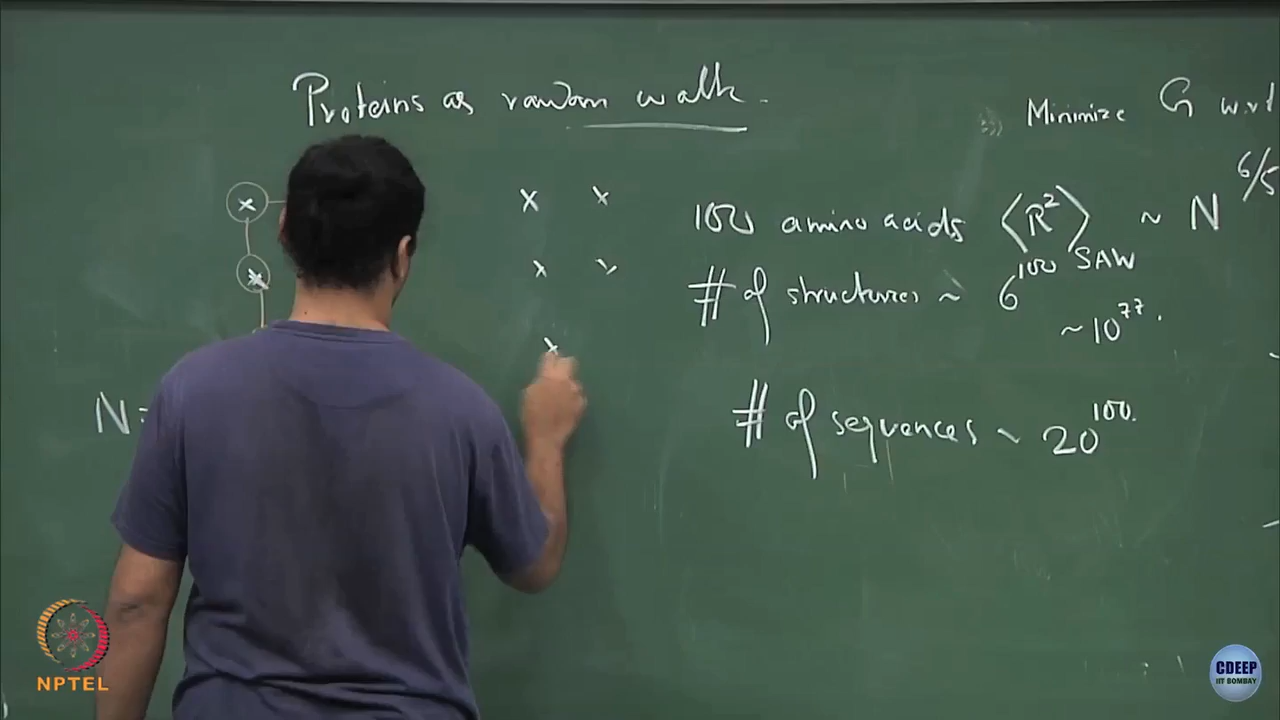 Proteins as random walk.
Minimize G w.r.t
100 amino acids ⟨R²⟩ ~ N^6/5
SAW
# of structures ~ 6^100
~ 10^77.
# of sequences ~ 20^100.
N =
NPTEL
CDEEP
IIT BOMBAY